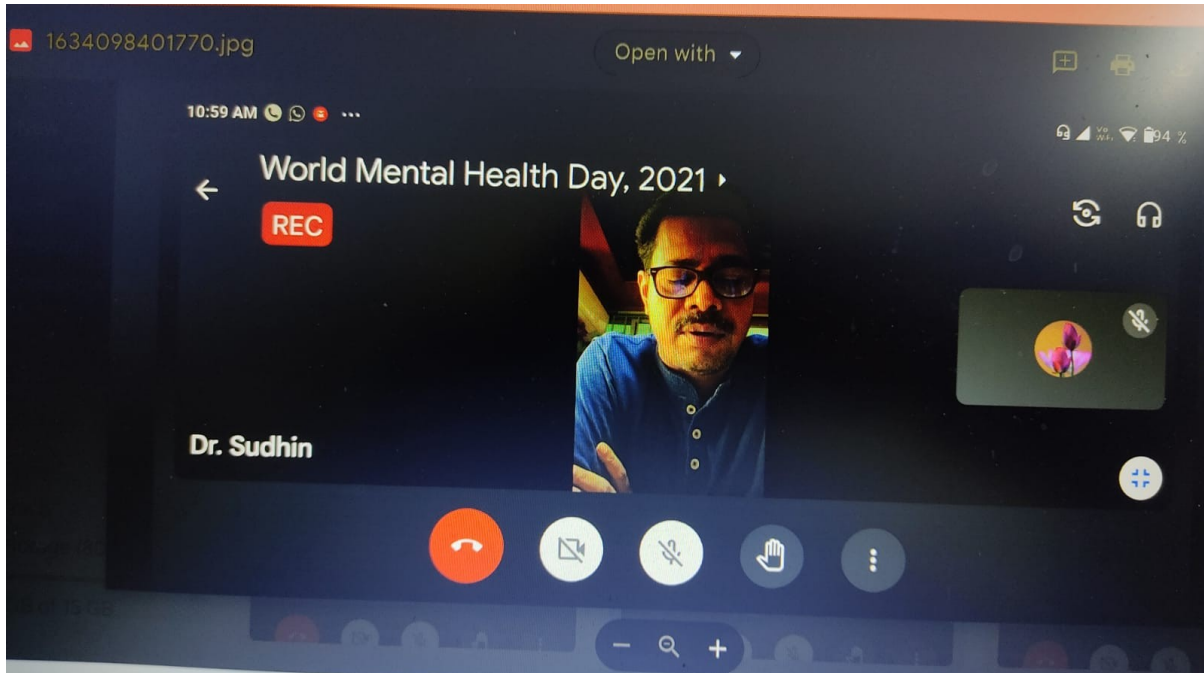 1634098401770.jpg
Open with
10:59 AM
94 %
World Mental Health Day, 2021
REC
Dr. Sudhin
of 15 GB